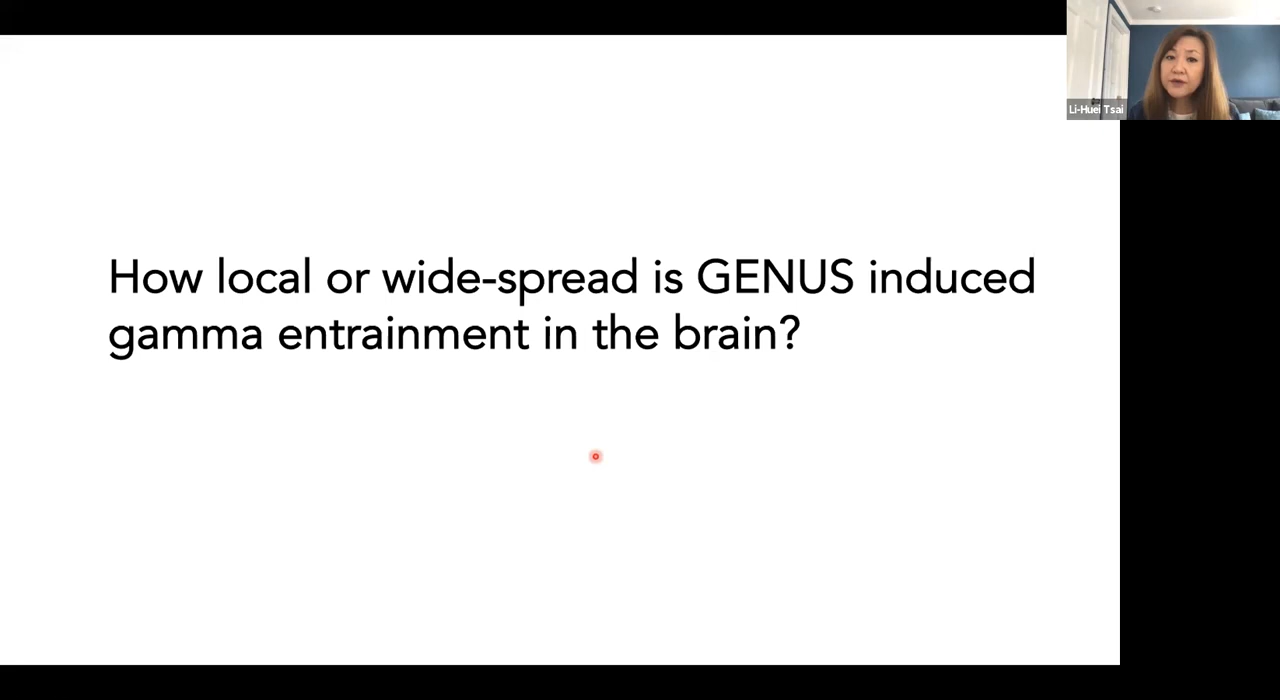 Li-Huei Tsai
How local or wide-spread is GENUS induced
gamma entrainment in the brain?